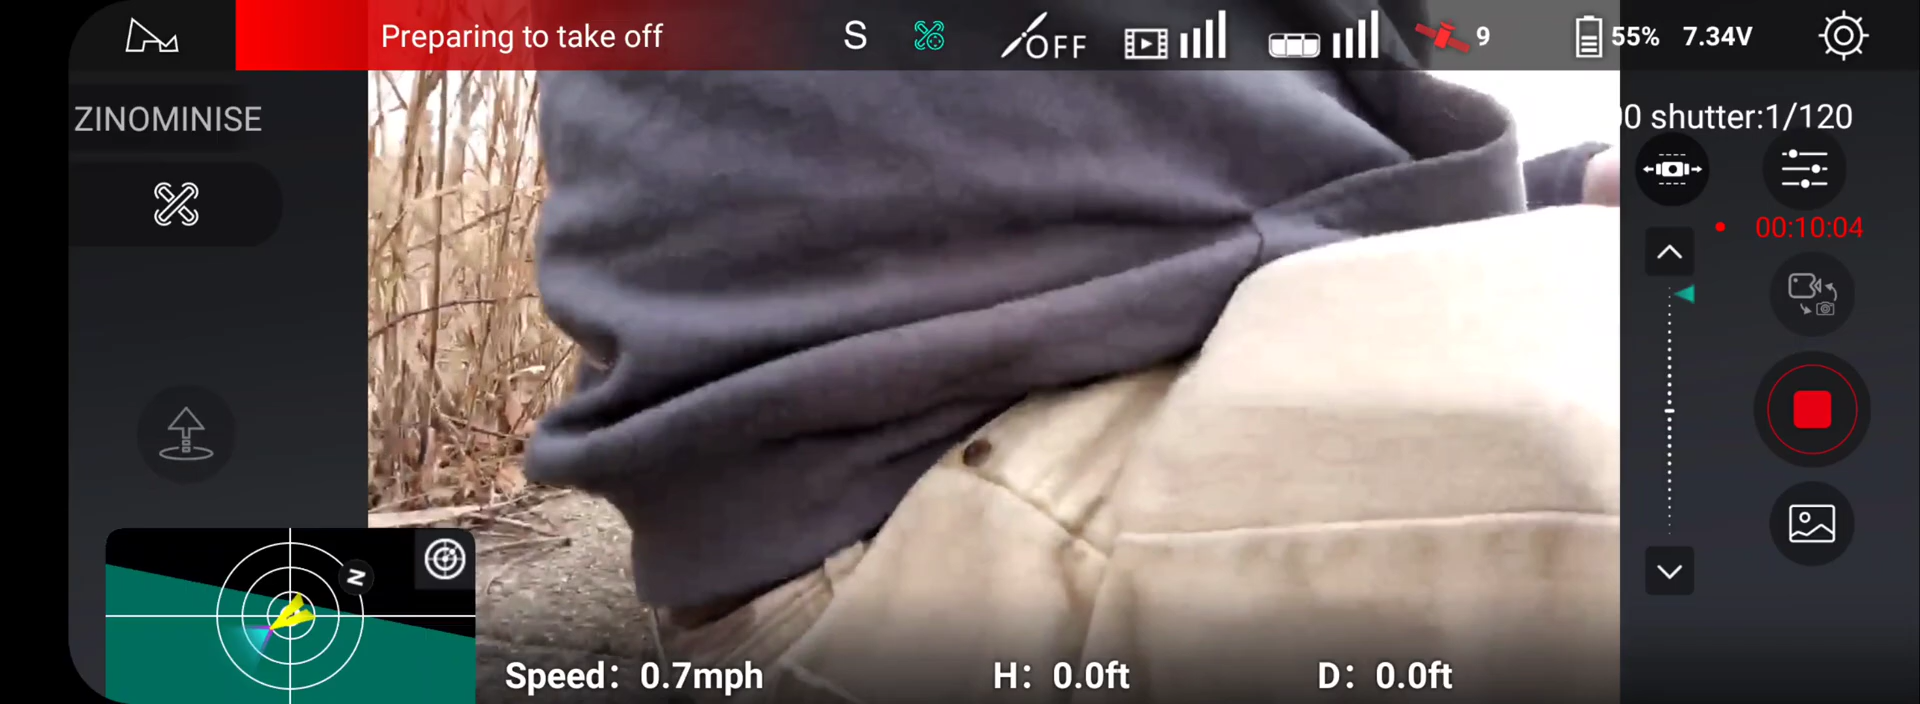 Preparing to take off
S
OFF
9
55% 7.34V
ZINOMINISE
0 shutter:1/120
00:10:04
N
Speed: 0.7mph
H: 0.0ft
D: 0.0ft